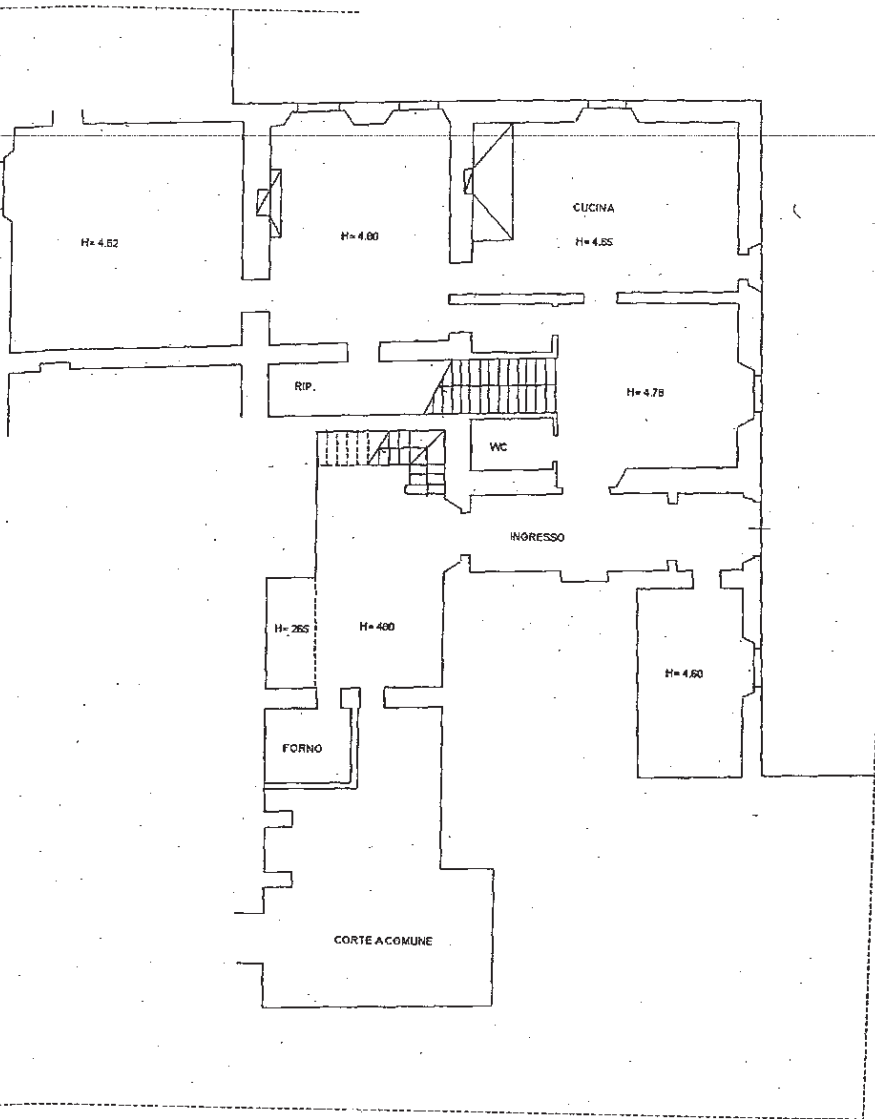 CUCINA
H= 4.62
H= 4.80
H= 4.65
RIP.
H= 4.78
WC
INGRESSO
H= 265
H= 400
H= 4.60
FORNO
CORTE A COMUNE